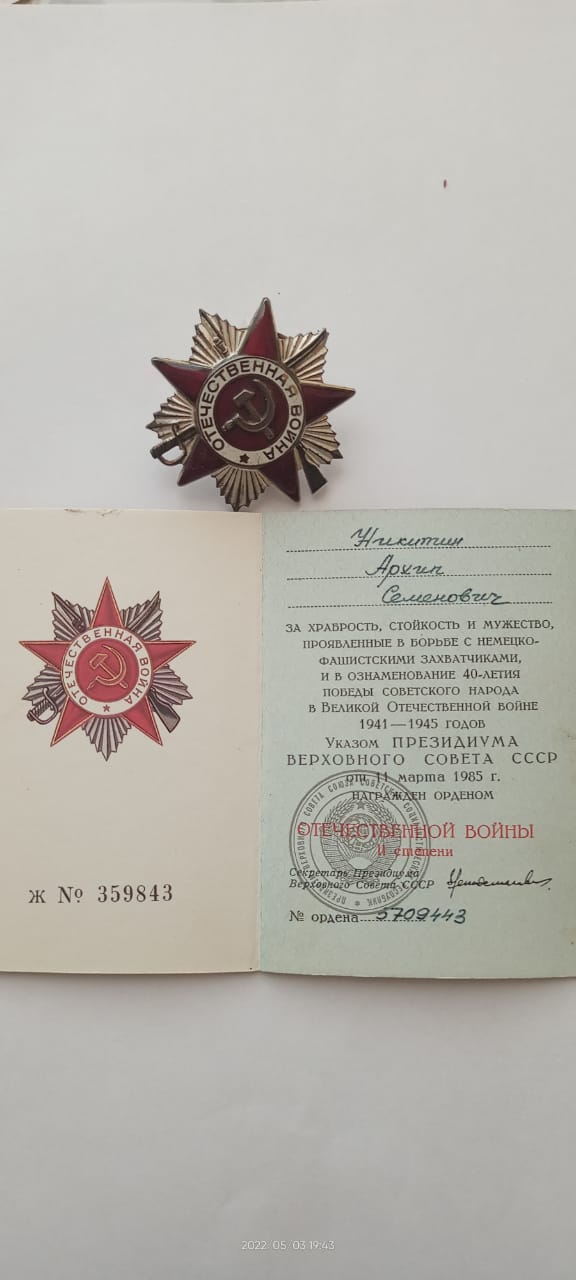 ОТЕЧЕСТВЕННАЯ ВОЙНА
ОТЕЧЕСТВЕННАЯ ВОЙНА
Ж № 359843
Никитин
Архип
Семенович
ЗА ХРАБРОСТЬ, СТОЙКОСТЬ И МУЖЕСТВО,
ПРОЯВЛЕННЫЕ В БОРЬБЕ С НЕМЕЦКО-
ФАШИСТСКИМИ ЗАХВАТЧИКАМИ,
И В ОЗНАМЕНОВАНИЕ 40-ЛЕТИЯ
ПОБЕДЫ СОВЕТСКОГО НАРОДА
В ВЕЛИКОЙ ОТЕЧЕСТВЕННОЙ ВОЙНЕ
1941—1945 ГОДОВ
УКАЗОМ ПРЕЗИДИУМА
ВЕРХОВНОГО СОВЕТА СССР
от 11 марта 1985 г.
НАГРАЖДЕН ОРДЕНОМ
ОТЕЧЕСТВЕННОЙ ВОЙНЫ
II степени
Секретарь Президиума
Верховного Совета СССР
№ ордена 5709443
2022/05/03 19:43